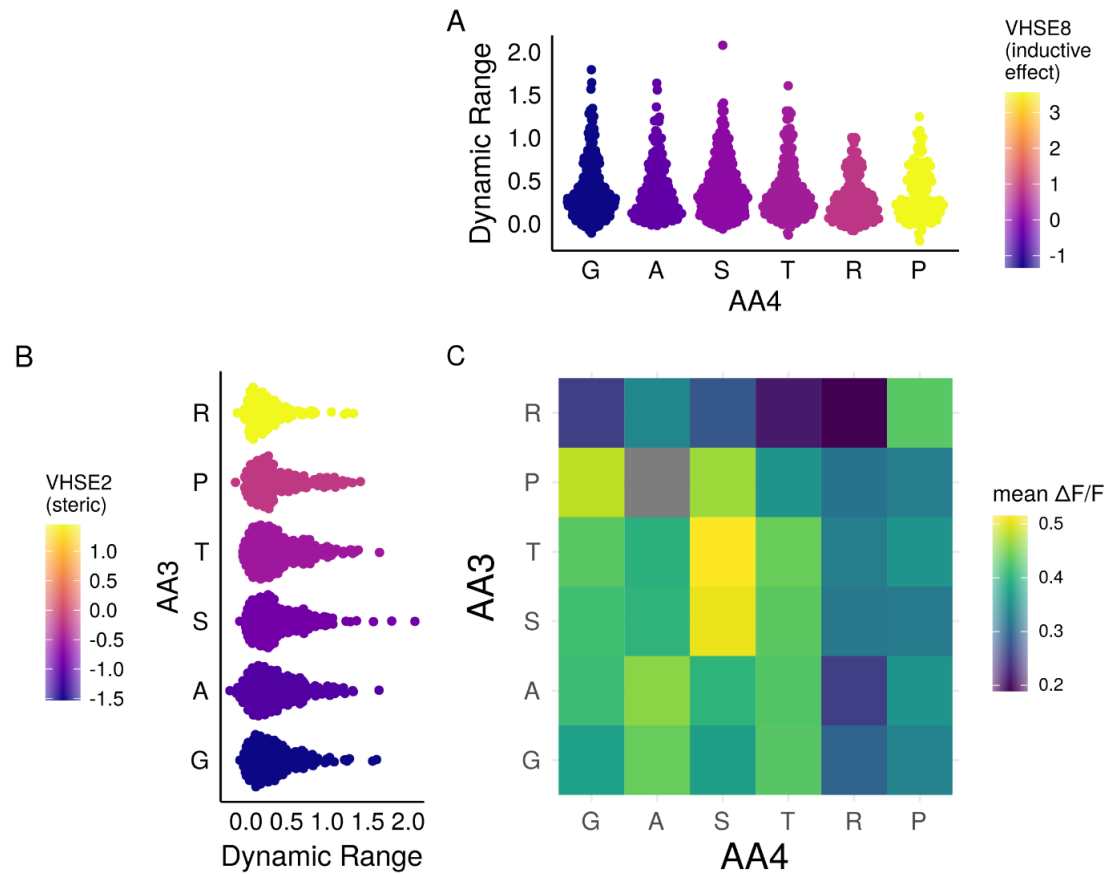 A
Dynamic Range
2.0
1.5
1.0
0.5
0.0
G A S T R P
AA4
VHSE8
(inductive
effect)
3
2
1
0
-1
B
VHSE2
(steric)
1.0
0.5
0.0
-0.5
-1.0
-1.5
AA3
R
P
T
S
A
G
0.0 0.5 1.0 1.5 2.0
Dynamic Range
C
AA3
R
P
T
S
A
G
G A S T R P
AA4
mean ΔF/F
0.5
0.4
0.3
0.2